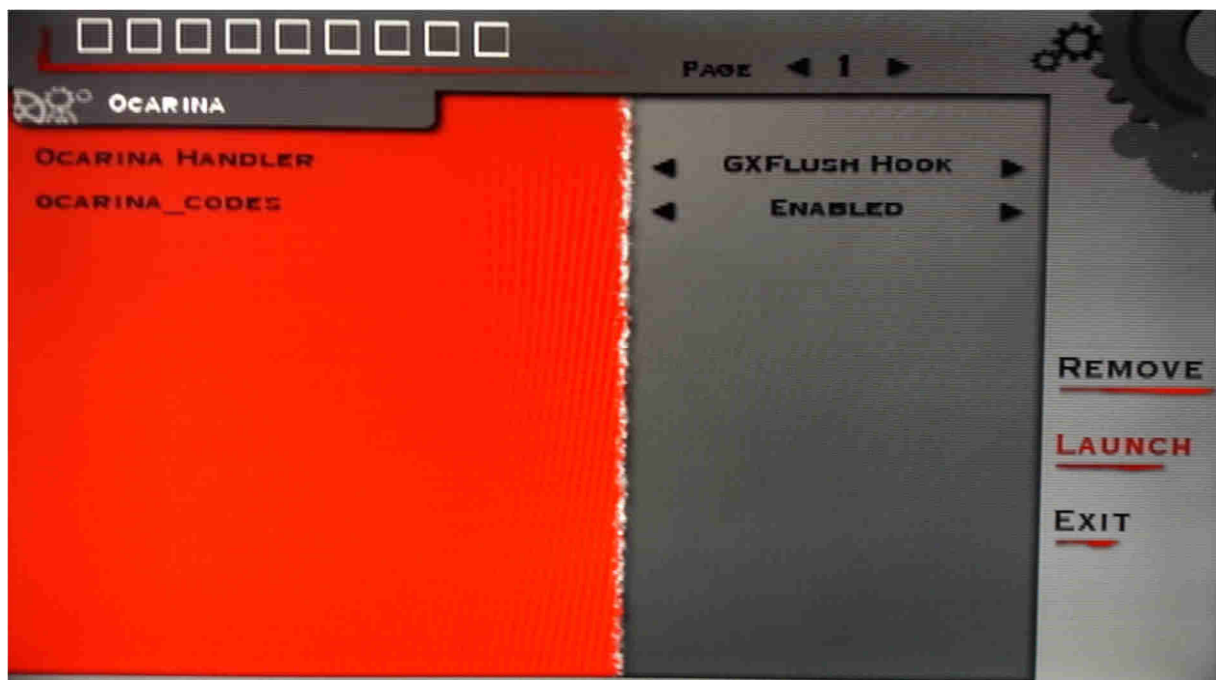 PAGE 1
OCARINA
OCARINA HANDLER GXFLUSH HOOK
OCARINA_CODES ENABLED
REMOVE
LAUNCH
EXIT